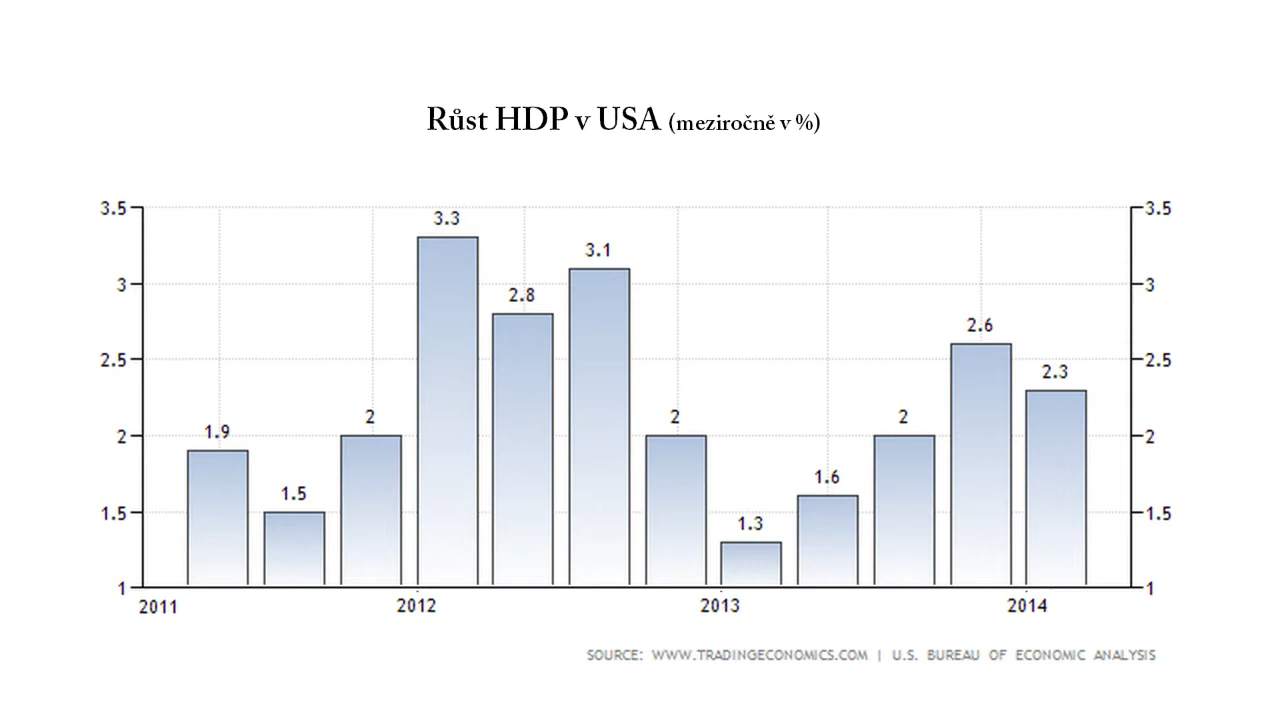 Růst HDP v USA (meziročně v %)
3.5 3.3 3.5
3.1
3 2.8 3
2.6
2.5 2.3 2.5
2 1.9 2 2 2 2
1.6
1.5 1.5 1.5
1.3
1 1
2011 2012 2013 2014
SOURCE: WWW.TRADINGECONOMICS.COM | U.S. BUREAU OF ECONOMIC ANALYSIS